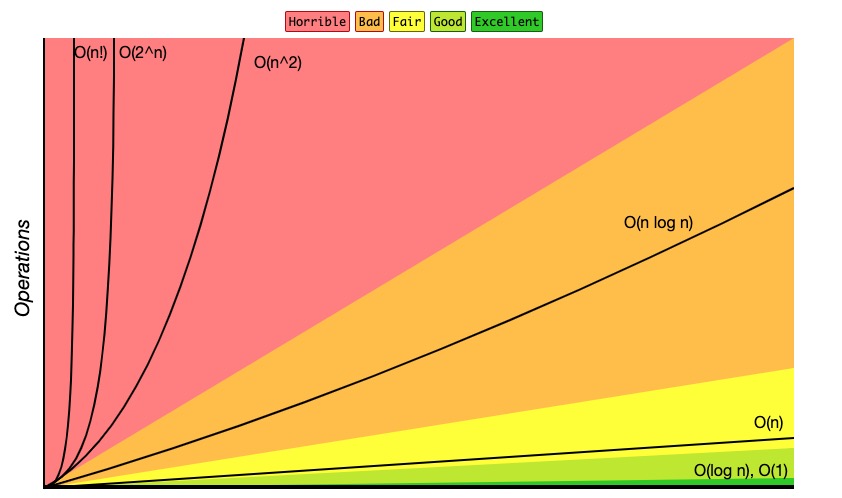 Horrible Bad Fair Good Excellent
O(n!) O(2^n)
O(n^2)
O(n log n)
Operations
O(n)
O(log n), O(1)